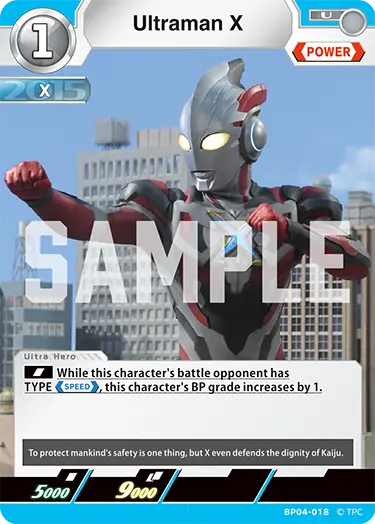 1
Ultraman X
U
POWER
2015
X
SAMPLE
Ultra Hero
While this character's battle opponent has
TYPE SPEED, this character's BP grade increases by 1.
To protect mankind's safety is one thing, but X even defends the dignity of Kaiju.
5000
9000
BP04-018 © TPC